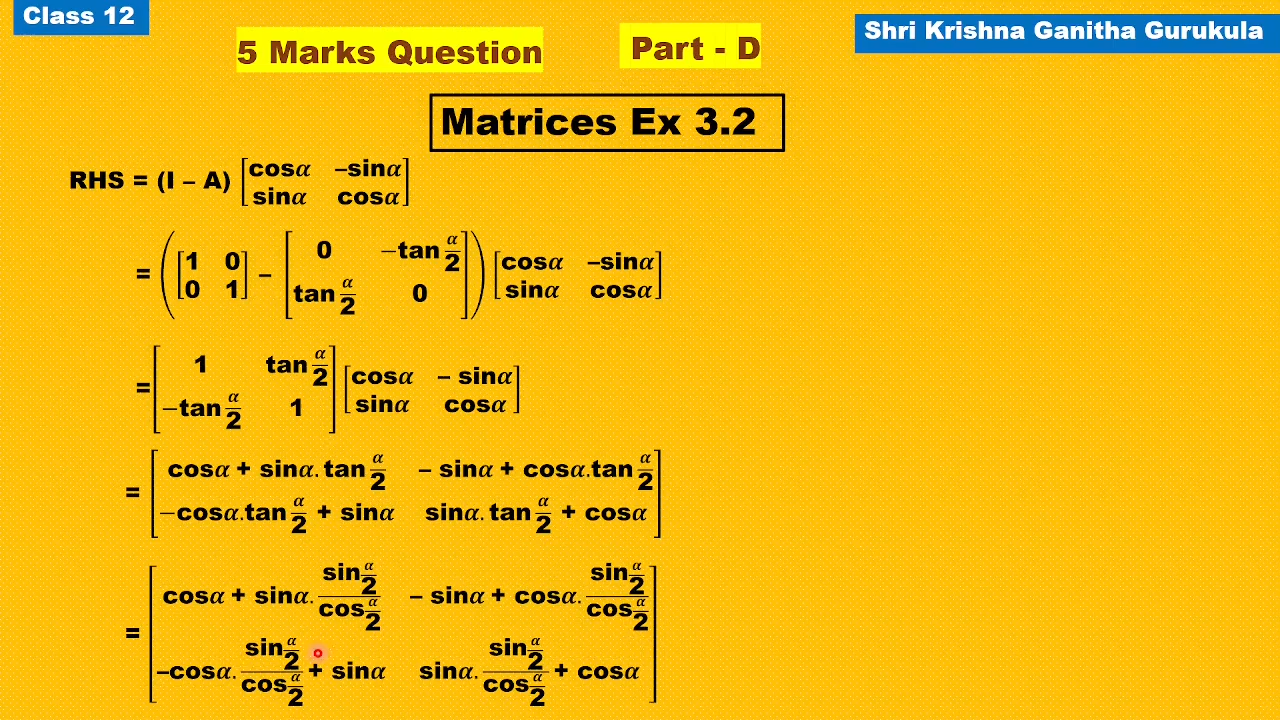 Class 12
Shri Krishna Ganitha Gurukula
5 Marks Question
Part - D
Matrices Ex 3.2
RHS = (I – A) [cosα –sinα
sinα cosα]
= ([1 0
0 1] – [0 −tan α/2
tan α/2 0]) [cosα –sinα
sinα cosα]
= [1 tan α/2
−tan α/2 1] [cosα – sinα
sinα cosα]
= [cosα + sinα. tan α/2 – sinα + cosα.tan α/2
−cosα.tan α/2 + sinα sinα. tan α/2 + cosα]
= [cosα + sinα. sin α/2 / cos α/2 – sinα + cosα. sin α/2 / cos α/2
–cosα. sin α/2 / cos α/2 + sinα sinα. sin α/2 / cos α/2 + cosα]